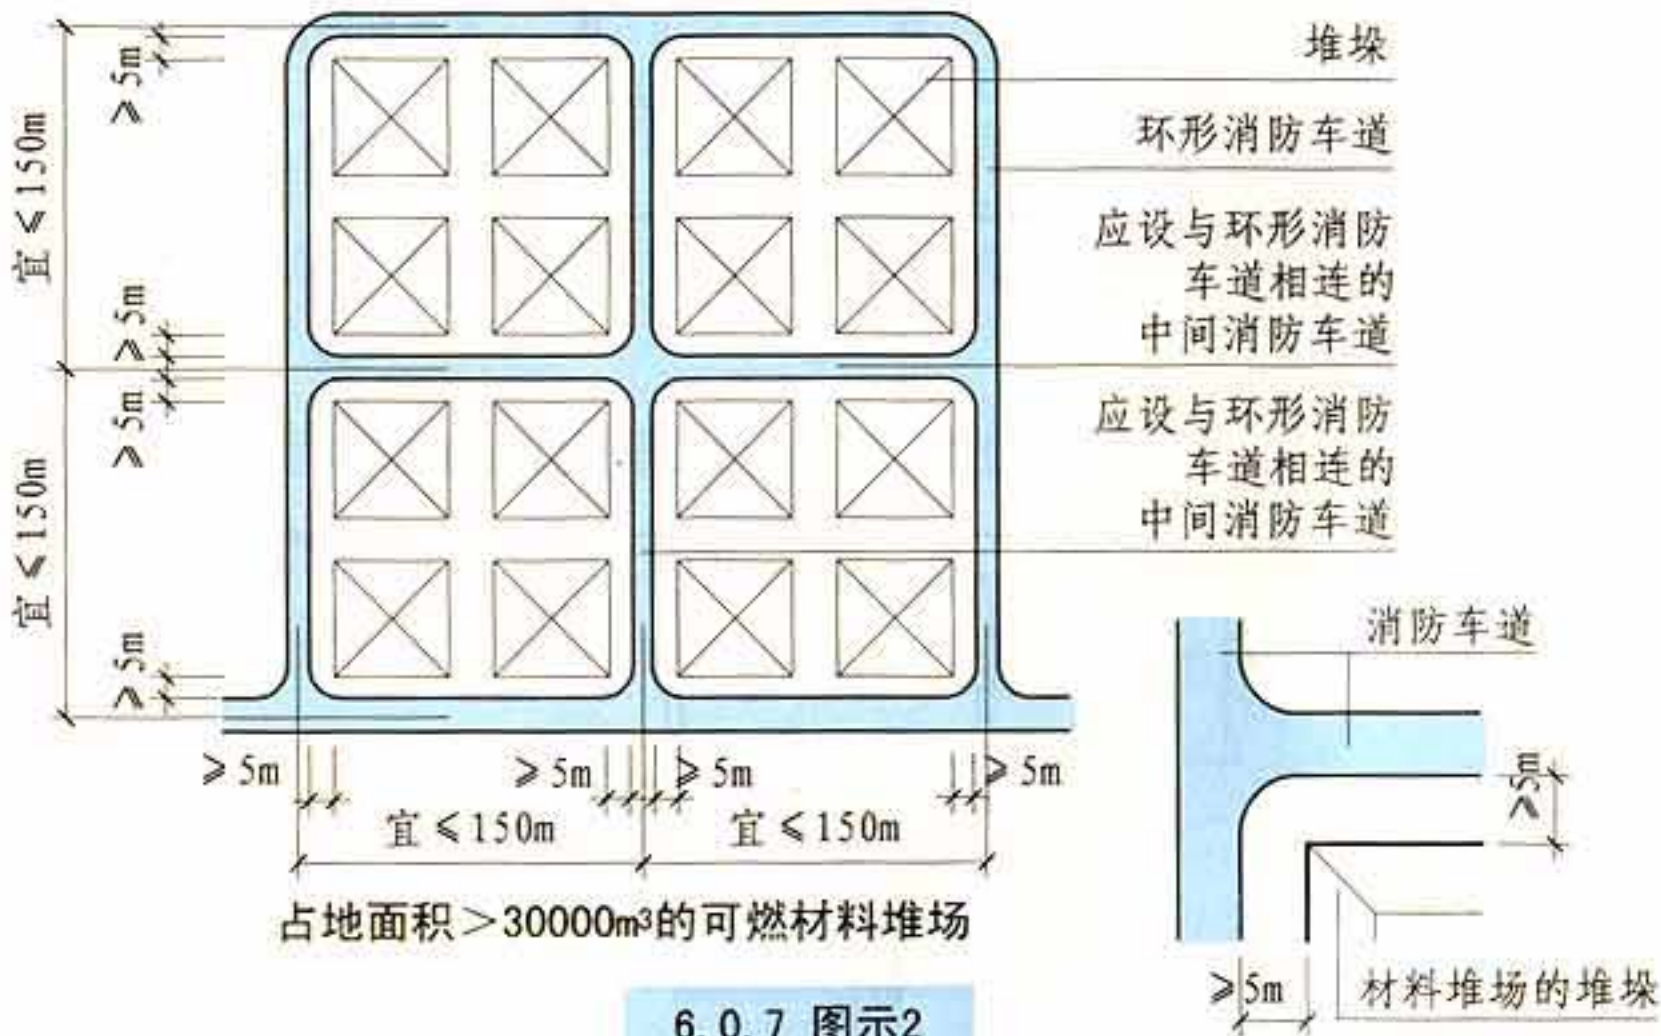 堆垛
环形消防车道
应设与环形消防
车道相连的
中间消防车道
应设与环形消防
车道相连的
中间消防车道
≥5m
宜≤150m
≥5m
≥5m
宜≤150m
≥5m
≥5m
≥5m
≥5m
≥5m
宜≤150m
宜≤150m
占地面积>30000m³的可燃材料堆场
6.0.7 图示2
消防车道
≥5m
≥5m
材料堆场的堆垛